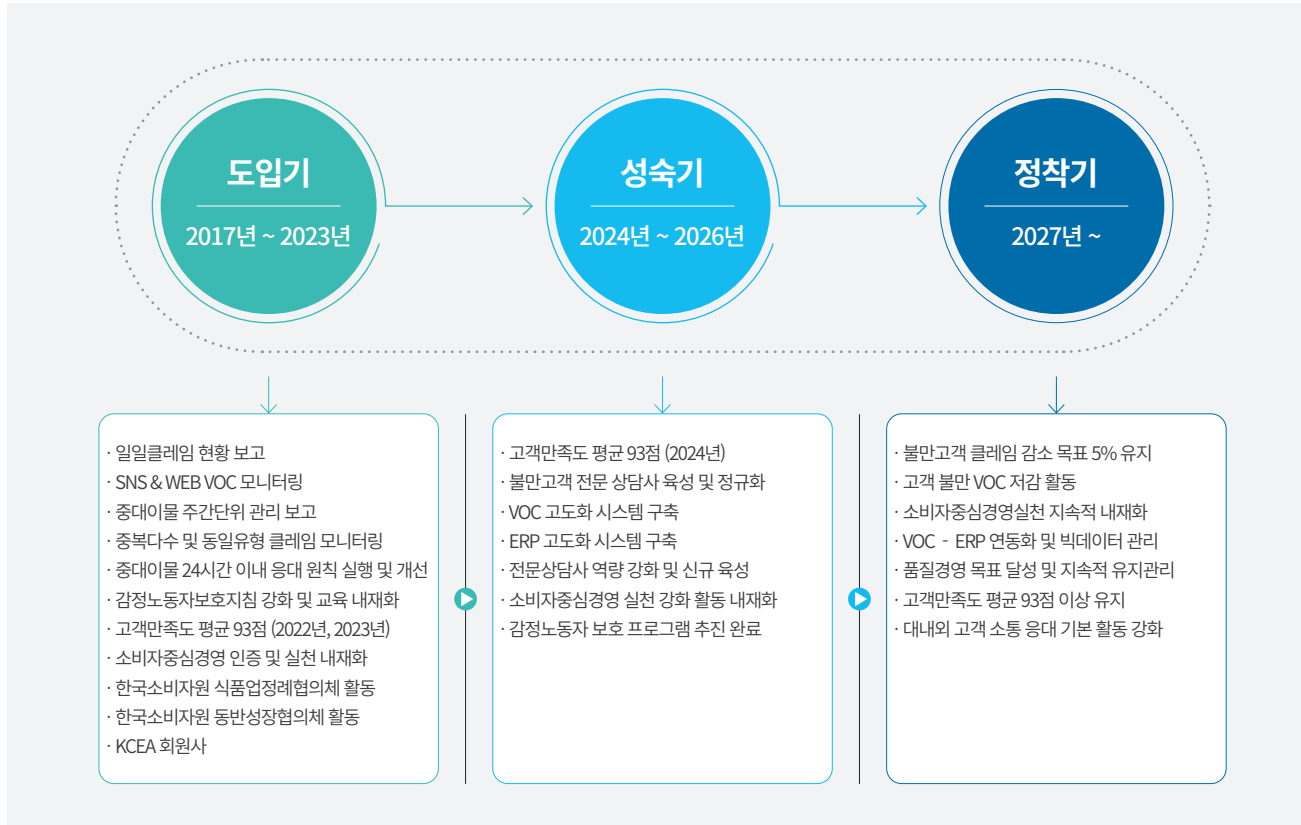 도입기
2017년 ~ 2023년
성숙기
2024년 ~ 2026년
정착기
2027년 ~
· 일일클레임 현황 보고
· SNS & WEB VOC 모니터링
· 중대이물 주간단위 관리 보고
· 중복다수 및 동일유형 클레임 모니터링
· 중대이물 24시간 이내 응대 원칙 실행 및 개선
· 감정노동자보호지침 강화 및 교육 내재화
· 고객만족도 평균 93점 (2022년, 2023년)
· 소비자중심경영 인증 및 실천 내재화
· 한국소비자원 식품업정례협의체 활동
· 한국소비자원 동반성장협의체 활동
· KCEA 회원사
· 고객만족도 평균 93점 (2024년)
· 불만고객 전문 상담사 육성 및 정규화
· VOC 고도화 시스템 구축
· ERP 고도화 시스템 구축
· 전문상담사 역량 강화 및 신규 육성
· 소비자중심경영 실천 강화 활동 내재화
· 감정노동자 보호 프로그램 추진 완료
· 불만고객 클레임 감소 목표 5% 유지
· 고객 불만 VOC 저감 활동
· 소비자중심경영실천 지속적 내재화
· VOC - ERP 연동화 및 빅데이터 관리
· 품질경영 목표 달성 및 지속적 유지관리
· 고객만족도 평균 93점 이상 유지
· 대내외 고객 소통 응대 기본 활동 강화